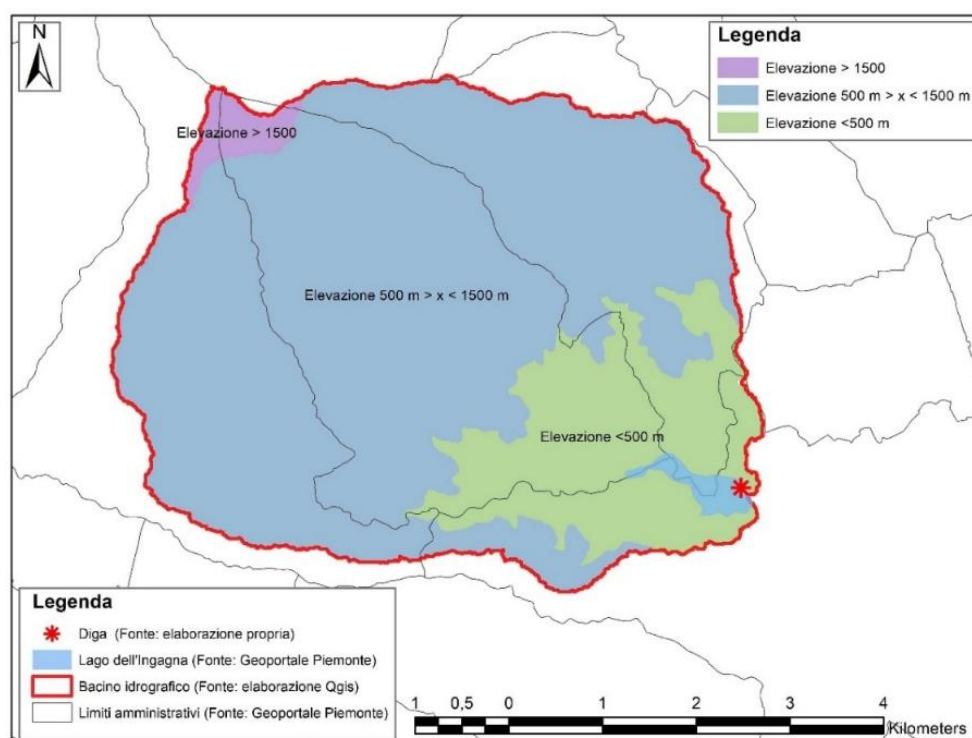 N
Legenda
Elevazione > 1500
Elevazione 500 m > x < 1500 m
Elevazione <500 m
Elevazione > 1500
Elevazione 500 m > x < 1500 m
Elevazione <500 m
Legenda
Diga (Fonte: elaborazione propria)
Lago dell'Ingagna (Fonte: Geoportale Piemonte)
Bacino idrografico (Fonte: elaborazione Qgis)
Limiti amministrativi (Fonte: Geoportale Piemonte)
1 0,5 0 1 2 3 4
Kilometers